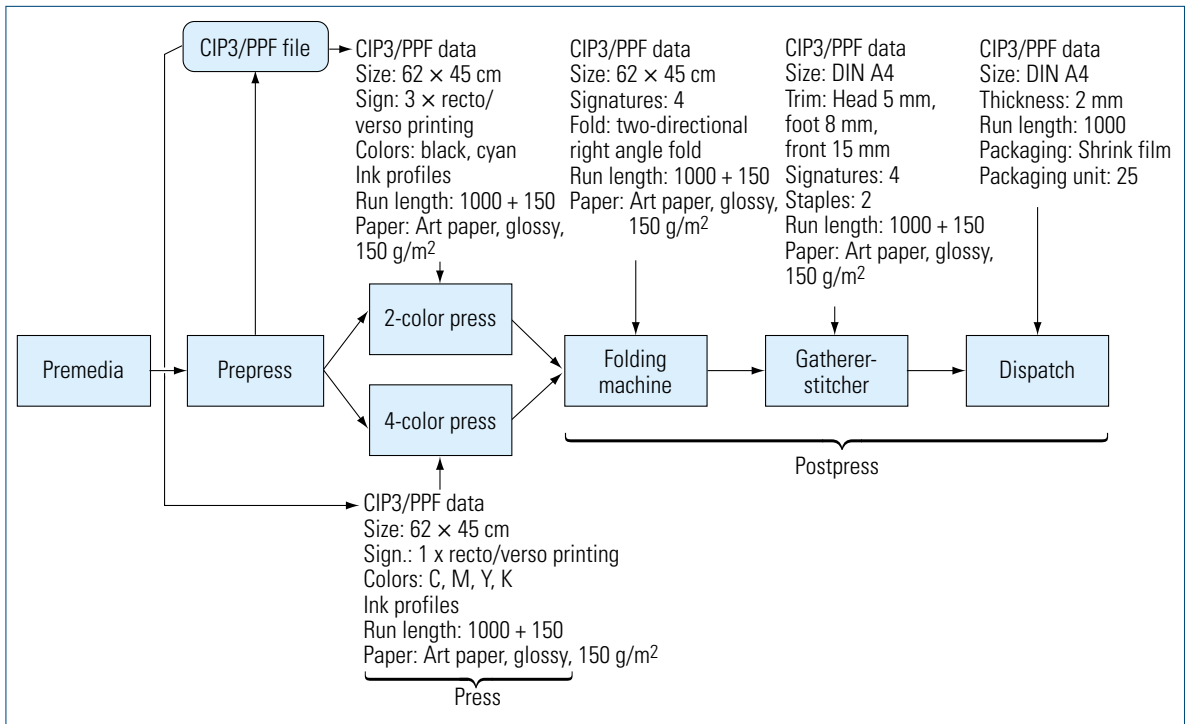 CIP3/PPF file
CIP3/PPF data
Size: 62 × 45 cm
Sign: 3 × recto/
verso printing
Colors: black, cyan
Ink profiles
Run length: 1000 + 150
Paper: Art paper, glossy,
150 g/m²
CIP3/PPF data
Size: 62 × 45 cm
Signatures: 4
Fold: two-directional
right angle fold
Run length: 1000 + 150
Paper: Art paper, glossy,
150 g/m²
CIP3/PPF data
Size: DIN A4
Trim: Head 5 mm,
foot 8 mm,
front 15 mm
Signatures: 4
Staples: 2
Run length: 1000 + 150
Paper: Art paper, glossy,
150 g/m²
CIP3/PPF data
Size: DIN A4
Thickness: 2 mm
Run length: 1000
Packaging: Shrink film
Packaging unit: 25
Premedia
Prepress
2-color press
4-color press
Folding
machine
Gatherer-
stitcher
Dispatch
Postpress
CIP3/PPF data
Size: 62 × 45 cm
Sign.: 1 x recto/verso printing
Colors: C, M, Y, K
Ink profiles
Run length: 1000 + 150
Paper: Art paper, glossy, 150 g/m²
Press